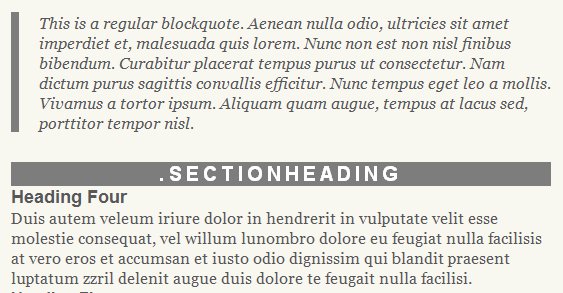 This is a regular blockquote. Aenean nulla odio, ultricies sit amet
imperdiet et, malesuada quis lorem. Nunc non est non nisl finibus
bibendum. Curabitur placerat tempus purus ut consectetur. Nam
dictum purus sagittis convallis efficitur. Nunc tempus eget leo a mollis.
Vivamus a tortor ipsum. Aliquam quam augue, tempus at lacus sed,
porttitor tempor nisl.
.SECTIONHEADING
Heading Four
Duis autem veleum iriure dolor in hendrerit in vulputate velit esse
molestie consequat, vel willum lunombro dolore eu feugiat nulla facilisis
at vero eros et accumsan et iusto odio dignissim qui blandit praesent
luptatum zzril delenit augue duis dolore te feugait nulla facilisi.